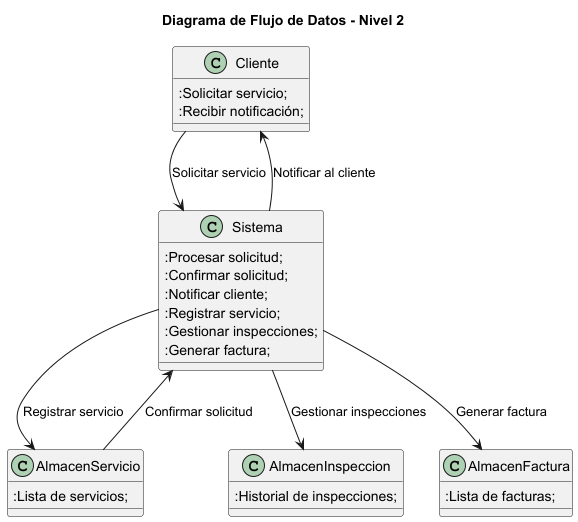 Diagrama de Flujo de Datos - Nivel 2
C Cliente
:Solicitar servicio;
:Recibir notificación;
Solicitar servicio
Notificar al cliente
C Sistema
:Procesar solicitud;
:Confirmar solicitud;
:Notificar cliente;
:Registrar servicio;
:Gestionar inspecciones;
:Generar factura;
Registrar servicio
Confirmar solicitud
Gestionar inspecciones
Generar factura
C AlmacenServicio
:Lista de servicios;
C AlmacenInspeccion
:Historial de inspecciones;
C AlmacenFactura
:Lista de facturas;